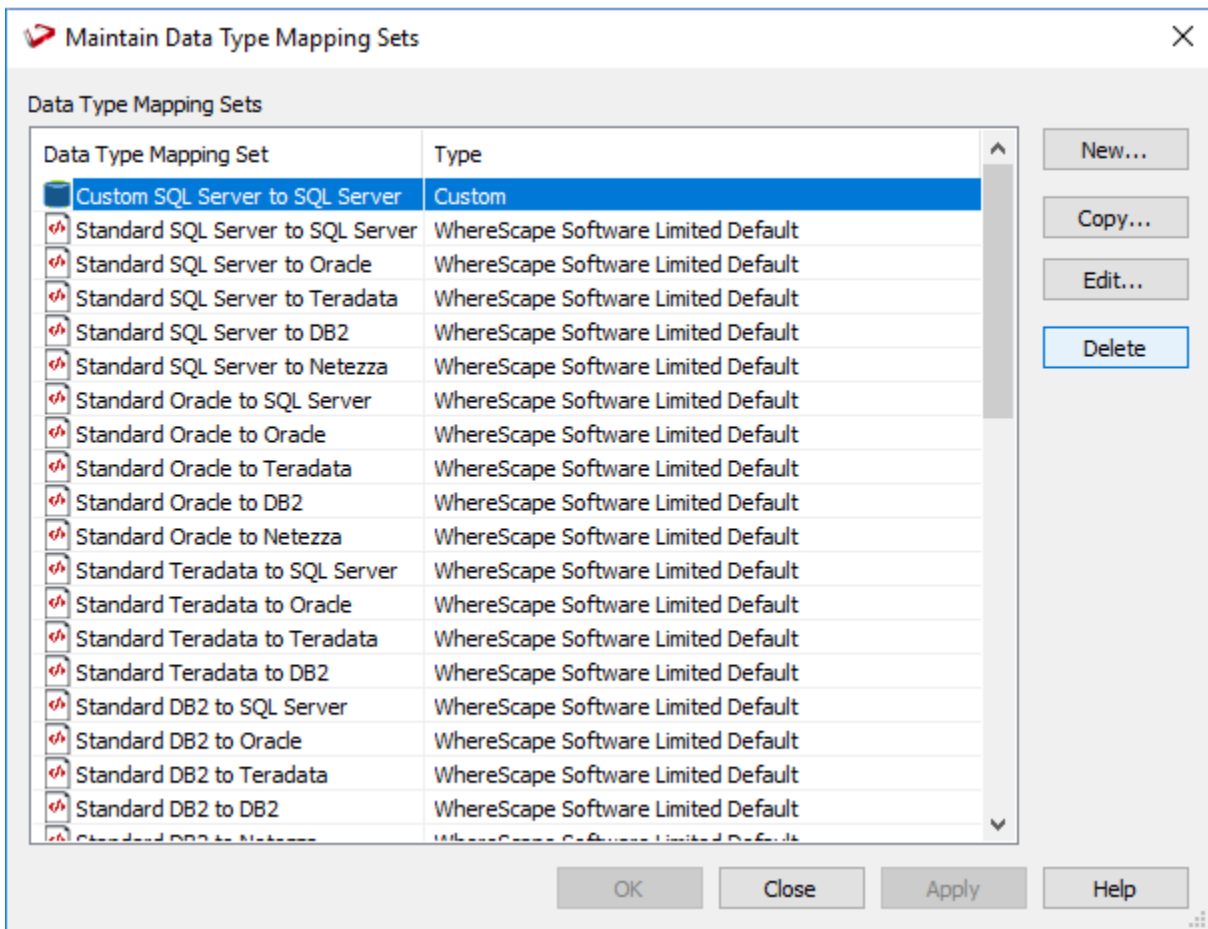 Maintain Data Type Mapping Sets
Data Type Mapping Sets
Data Type Mapping Set Type
Custom SQL Server to SQL Server Custom
Standard SQL Server to SQL Server WhereScape Software Limited Default
Standard SQL Server to Oracle WhereScape Software Limited Default
Standard SQL Server to Teradata WhereScape Software Limited Default
Standard SQL Server to DB2 WhereScape Software Limited Default
Standard SQL Server to Netezza WhereScape Software Limited Default
Standard Oracle to SQL Server WhereScape Software Limited Default
Standard Oracle to Oracle WhereScape Software Limited Default
Standard Oracle to Teradata WhereScape Software Limited Default
Standard Oracle to DB2 WhereScape Software Limited Default
Standard Oracle to Netezza WhereScape Software Limited Default
Standard Teradata to SQL Server WhereScape Software Limited Default
Standard Teradata to Oracle WhereScape Software Limited Default
Standard Teradata to Teradata WhereScape Software Limited Default
Standard Teradata to DB2 WhereScape Software Limited Default
Standard DB2 to SQL Server WhereScape Software Limited Default
Standard DB2 to Oracle WhereScape Software Limited Default
Standard DB2 to Teradata WhereScape Software Limited Default
Standard DB2 to DB2 WhereScape Software Limited Default
Standard DB2 to Netezza WhereScape Software Limited Default
New...
Copy...
Edit...
Delete
OK Close Apply Help